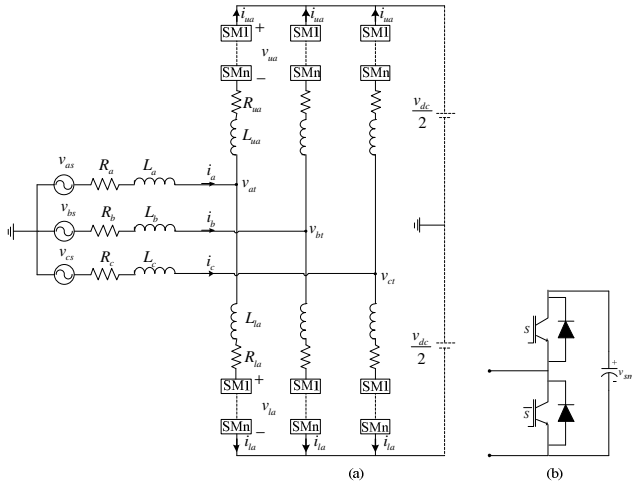 i_ua i_ua i_ua
SM1 + SM1 SM1
v_ua
SMn − SMn SMn
R_ua
v_dc/2
L_ua
v_as R_a L_a i_a
v_at
v_bs R_b L_b i_b
v_bt
v_cs R_c L_c i_c
v_ct
L_la
v_dc/2
R_la
SM1 + SM1 SM1
v_la
SMn − SMn SMn
i_la i_la i_la
(a)
S
+
v_sm
-
S̅
(b)